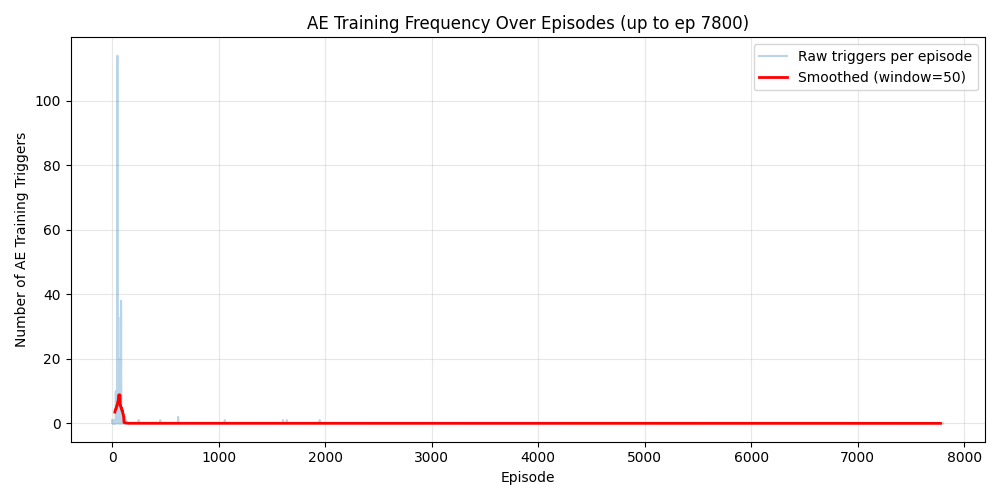 AE Training Frequency Over Episodes (up to ep 7800)
Raw triggers per episode
Smoothed (window=50)
Number of AE Training Triggers
100
80
60
40
20
0
0 1000 2000 3000 4000 5000 6000 7000 8000
Episode